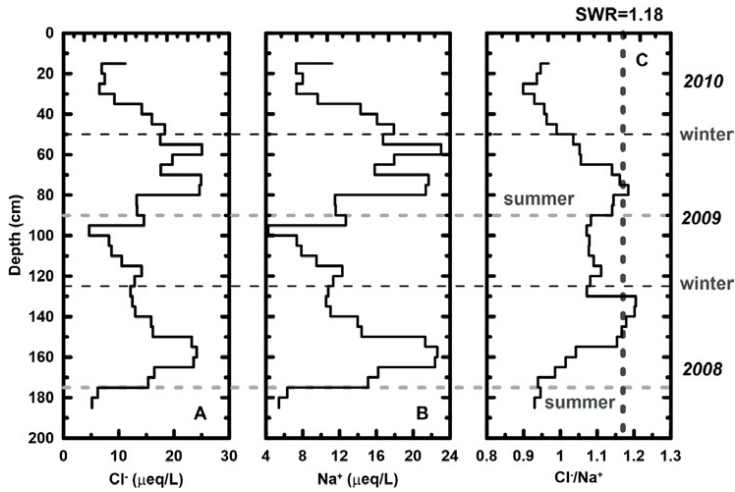 SWR=1.18
0
20
40
60
80
100
120
140
160
180
200
Depth (cm)
A
B
C
summer
summer
2010
winter
2009
winter
2008
0 10 20 30
4 8 12 16 20 24
0.8 0.9 1 1.1 1.2 1.3
Cl⁻ (μeq/L)
Na⁺ (μeq/L)
Cl⁻/Na⁺